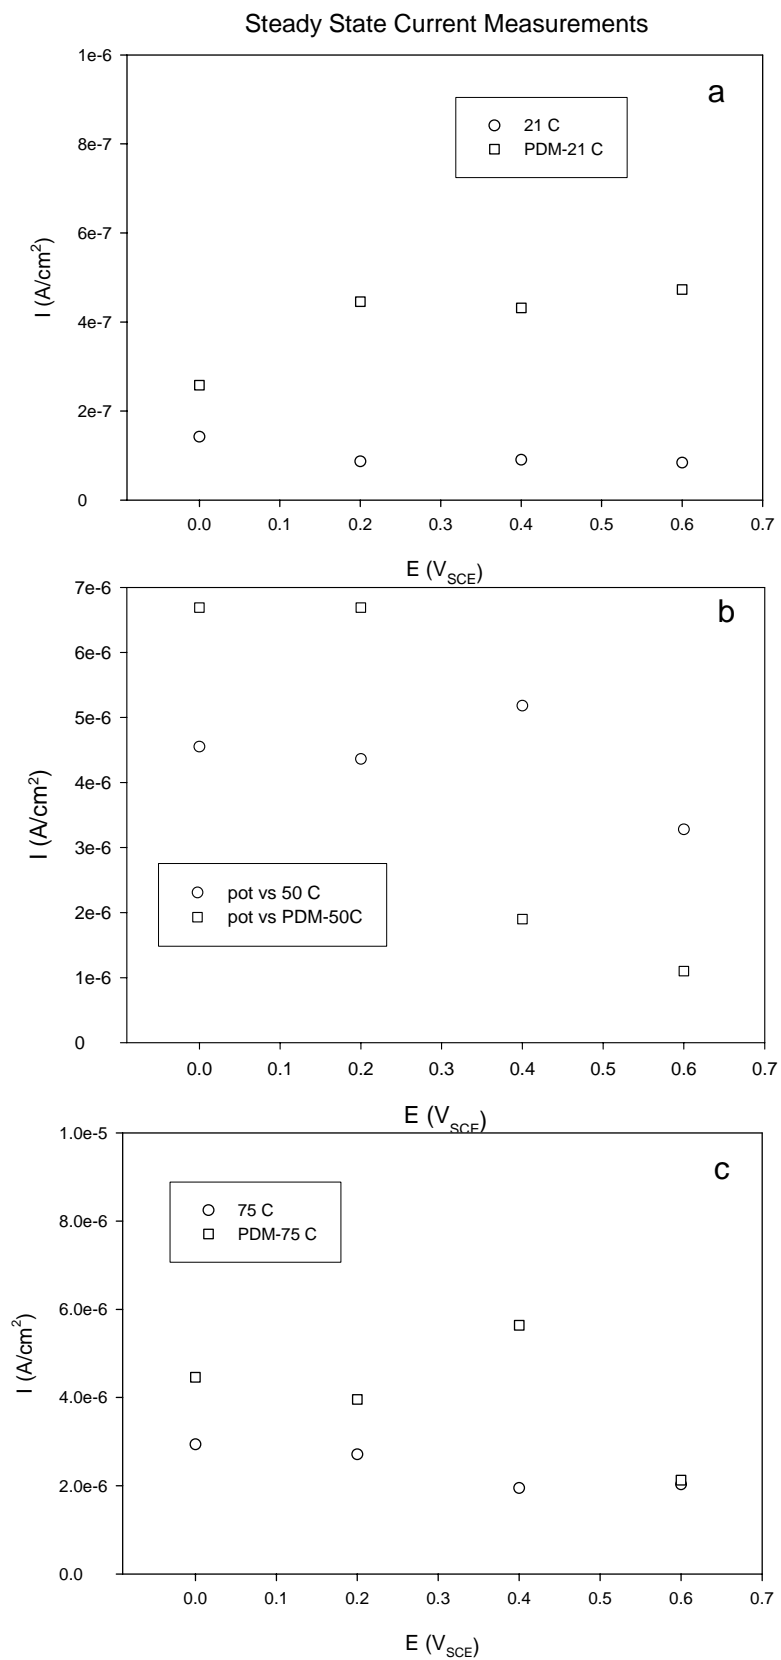 Steady State Current Measurements
a
1e-6
8e-7
6e-7
4e-7
2e-7
0
I (A/cm²)
21 C
PDM-21 C
0.0 0.1 0.2 0.3 0.4 0.5 0.6 0.7
E (V_SCE)
b
7e-6
6e-6
5e-6
4e-6
3e-6
2e-6
1e-6
0
I (A/cm²)
pot vs 50 C
pot vs PDM-50C
0.0 0.1 0.2 0.3 0.4 0.5 0.6 0.7
E (V_SCE)
c
1.0e-5
8.0e-6
6.0e-6
4.0e-6
2.0e-6
0.0
I (A/cm²)
75 C
PDM-75 C
0.0 0.1 0.2 0.3 0.4 0.5 0.6 0.7
E (V_SCE)